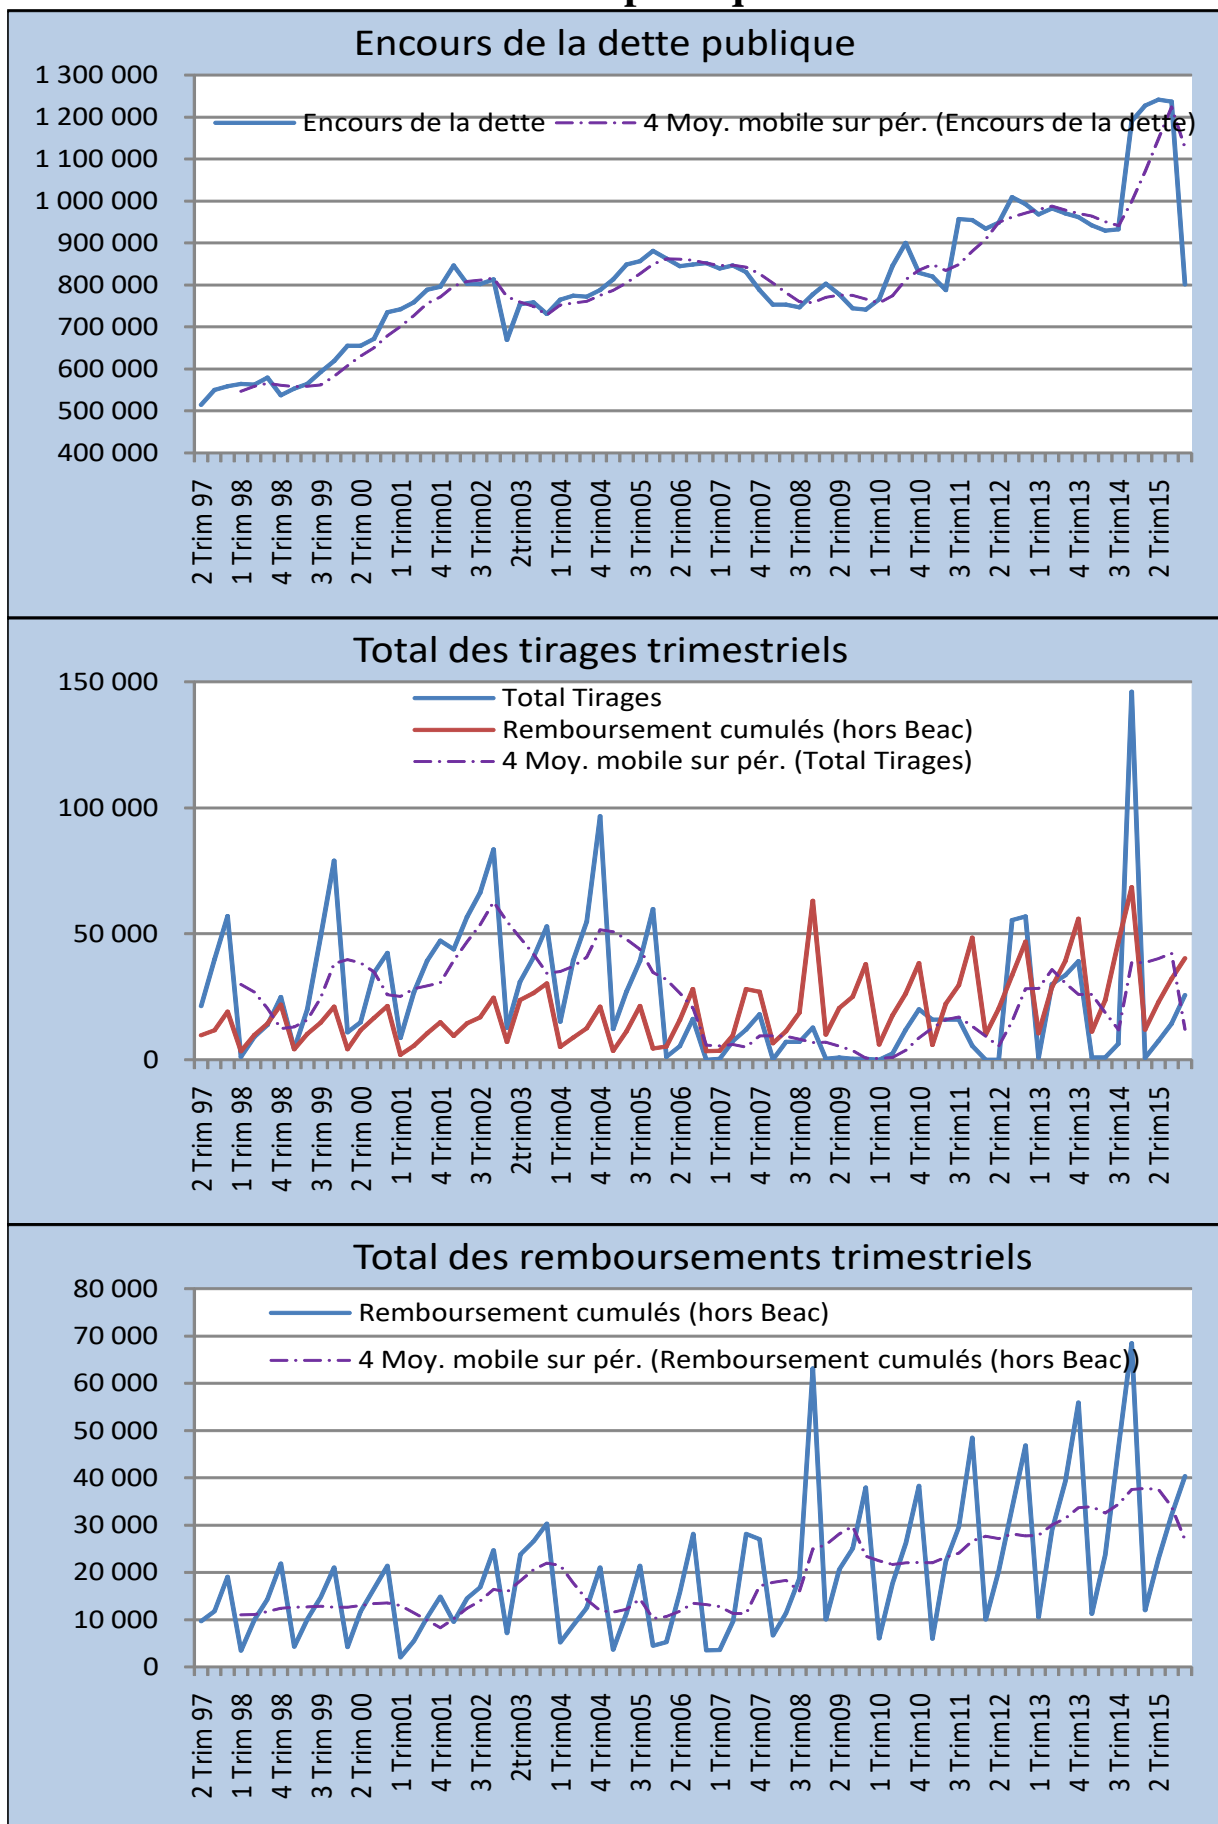 Encours de la dette publique
1 300 000
1 200 000
1 100 000
1 000 000
900 000
800 000
700 000
600 000
500 000
400 000
Encours de la dette
4 Moy. mobile sur pér. (Encours de la dette)
2 Trim 97
1 Trim 98
4 Trim 98
3 Trim 99
2 Trim 00
1 Trim01
4 Trim01
3 Trim02
2trim03
1 Trim04
4 Trim04
3 Trim05
2 Trim06
1 Trim07
4 Trim07
3 Trim08
2 Trim09
1 Trim10
4 Trim10
3 Trim11
2 Trim12
1 Trim13
4 Trim13
3 Trim14
2 Trim15
Total des tirages trimestriels
150 000
100 000
50 000
0
Total Tirages
Remboursement cumulés (hors Beac)
4 Moy. mobile sur pér. (Total Tirages)
2 Trim 97
1 Trim 98
4 Trim 98
3 Trim 99
2 Trim 00
1 Trim01
4 Trim01
3 Trim02
2trim03
1 Trim04
4 Trim04
3 Trim05
2 Trim06
1 Trim07
4 Trim07
3 Trim08
2 Trim09
1 Trim10
4 Trim10
3 Trim11
2 Trim12
1 Trim13
4 Trim13
3 Trim14
2 Trim15
Total des remboursements trimestriels
80 000
70 000
60 000
50 000
40 000
30 000
20 000
10 000
0
Remboursement cumulés (hors Beac)
4 Moy. mobile sur pér. (Remboursement cumulés (hors Beac))
2 Trim 97
1 Trim 98
4 Trim 98
3 Trim 99
2 Trim 00
1 Trim01
4 Trim01
3 Trim02
2trim03
1 Trim04
4 Trim04
3 Trim05
2 Trim06
1 Trim07
4 Trim07
3 Trim08
2 Trim09
1 Trim10
4 Trim10
3 Trim11
2 Trim12
1 Trim13
4 Trim13
3 Trim14
2 Trim15